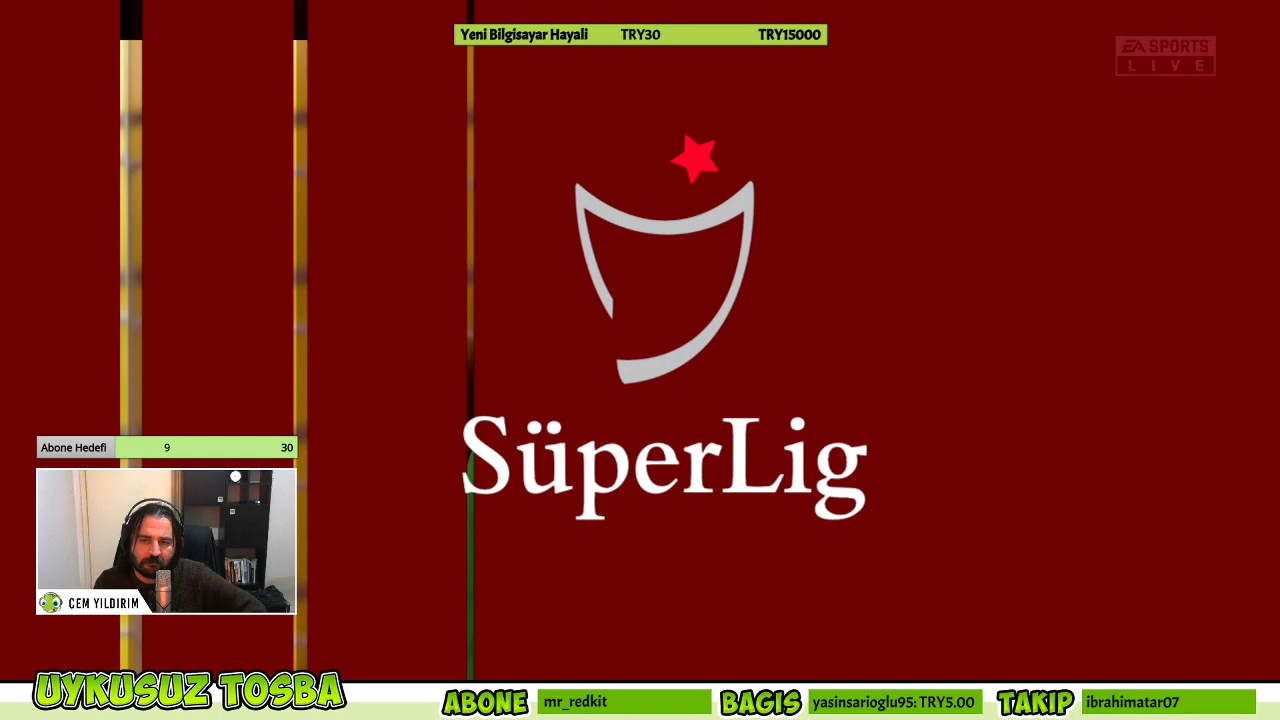 Yeni Bilgisayar Hayali TRY30 TRY15000
EA SPORTS
LIVE
SüperLig
Abone Hedefi 9 30
CEM YILDIRIM
UYKUSUZ TOSBA
ABONE mr_redkit BAGIS yasinsarioglu95: TRY5.00 TAKIP ibrahimatar07